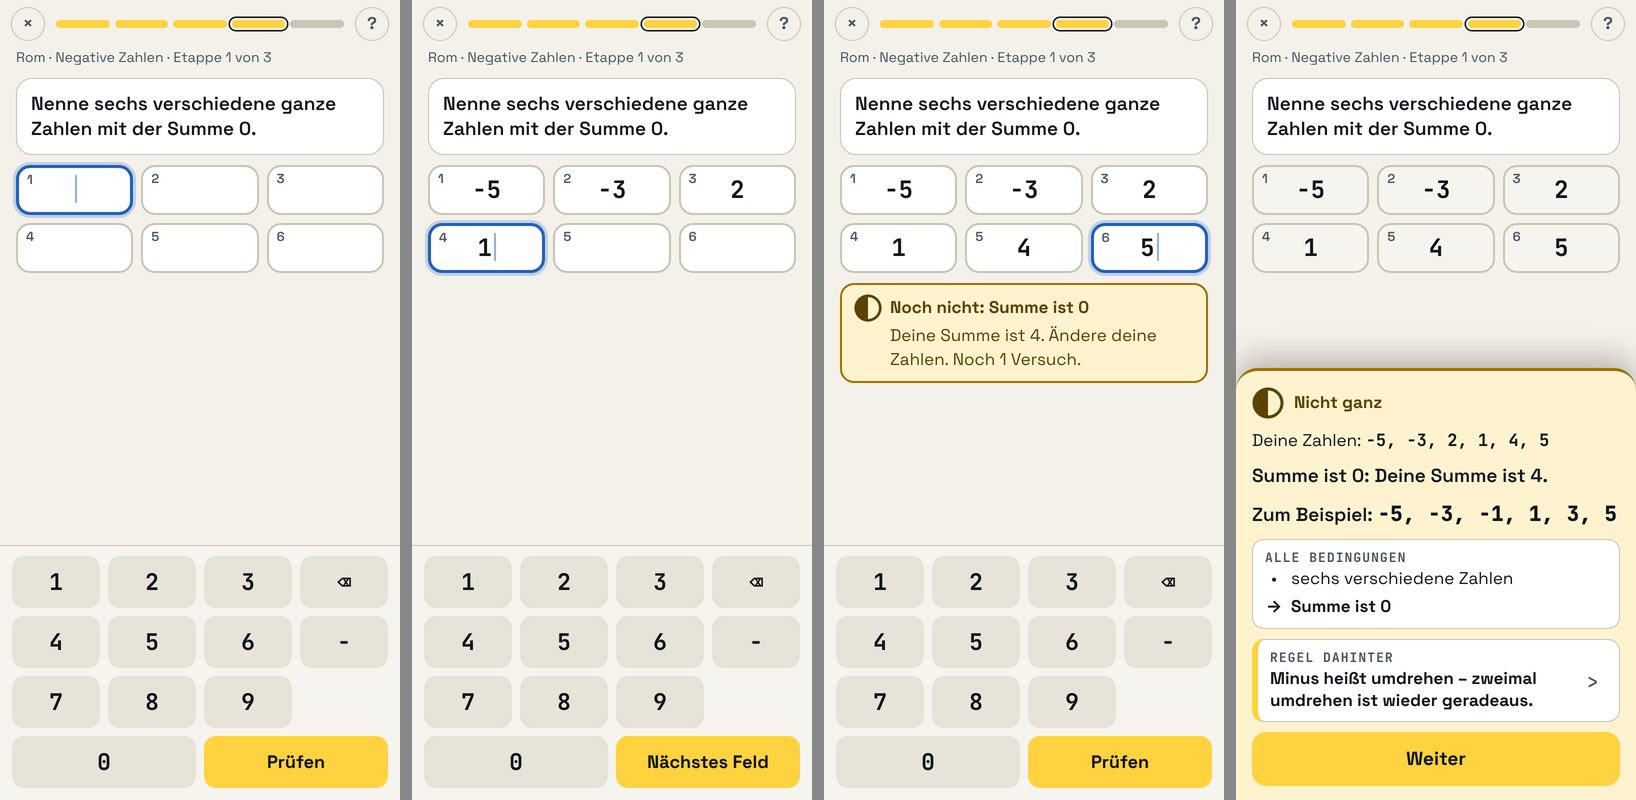 ×
?
Rom · Negative Zahlen · Etappe 1 von 3
Nenne sechs verschiedene ganze
Zahlen mit der Summe 0.
1
2
3
4
5
6
1 2 3 ⌫
4 5 6 -
7 8 9
0 Prüfen
×
?
Rom · Negative Zahlen · Etappe 1 von 3
Nenne sechs verschiedene ganze
Zahlen mit der Summe 0.
1 -5
2 -3
3 2
4 1
5
6
1 2 3 ⌫
4 5 6 -
7 8 9
0 Nächstes Feld
×
?
Rom · Negative Zahlen · Etappe 1 von 3
Nenne sechs verschiedene ganze
Zahlen mit der Summe 0.
1 -5
2 -3
3 2
4 1
5 4
6 5
Noch nicht: Summe ist 0
Deine Summe ist 4. Ändere deine
Zahlen. Noch 1 Versuch.
1 2 3 ⌫
4 5 6 -
7 8 9
0 Prüfen
×
?
Rom · Negative Zahlen · Etappe 1 von 3
Nenne sechs verschiedene ganze
Zahlen mit der Summe 0.
1 -5
2 -3
3 2
4 1
5 4
6 5
Nicht ganz
Deine Zahlen: -5, -3, 2, 1, 4, 5
Summe ist 0: Deine Summe ist 4.
Zum Beispiel: -5, -3, -1, 1, 3, 5
ALLE BEDINGUNGEN
• sechs verschiedene Zahlen
→ Summe ist 0
REGEL DAHINTER
Minus heißt umdrehen – zweimal
umdrehen ist wieder geradeaus.
>
Weiter